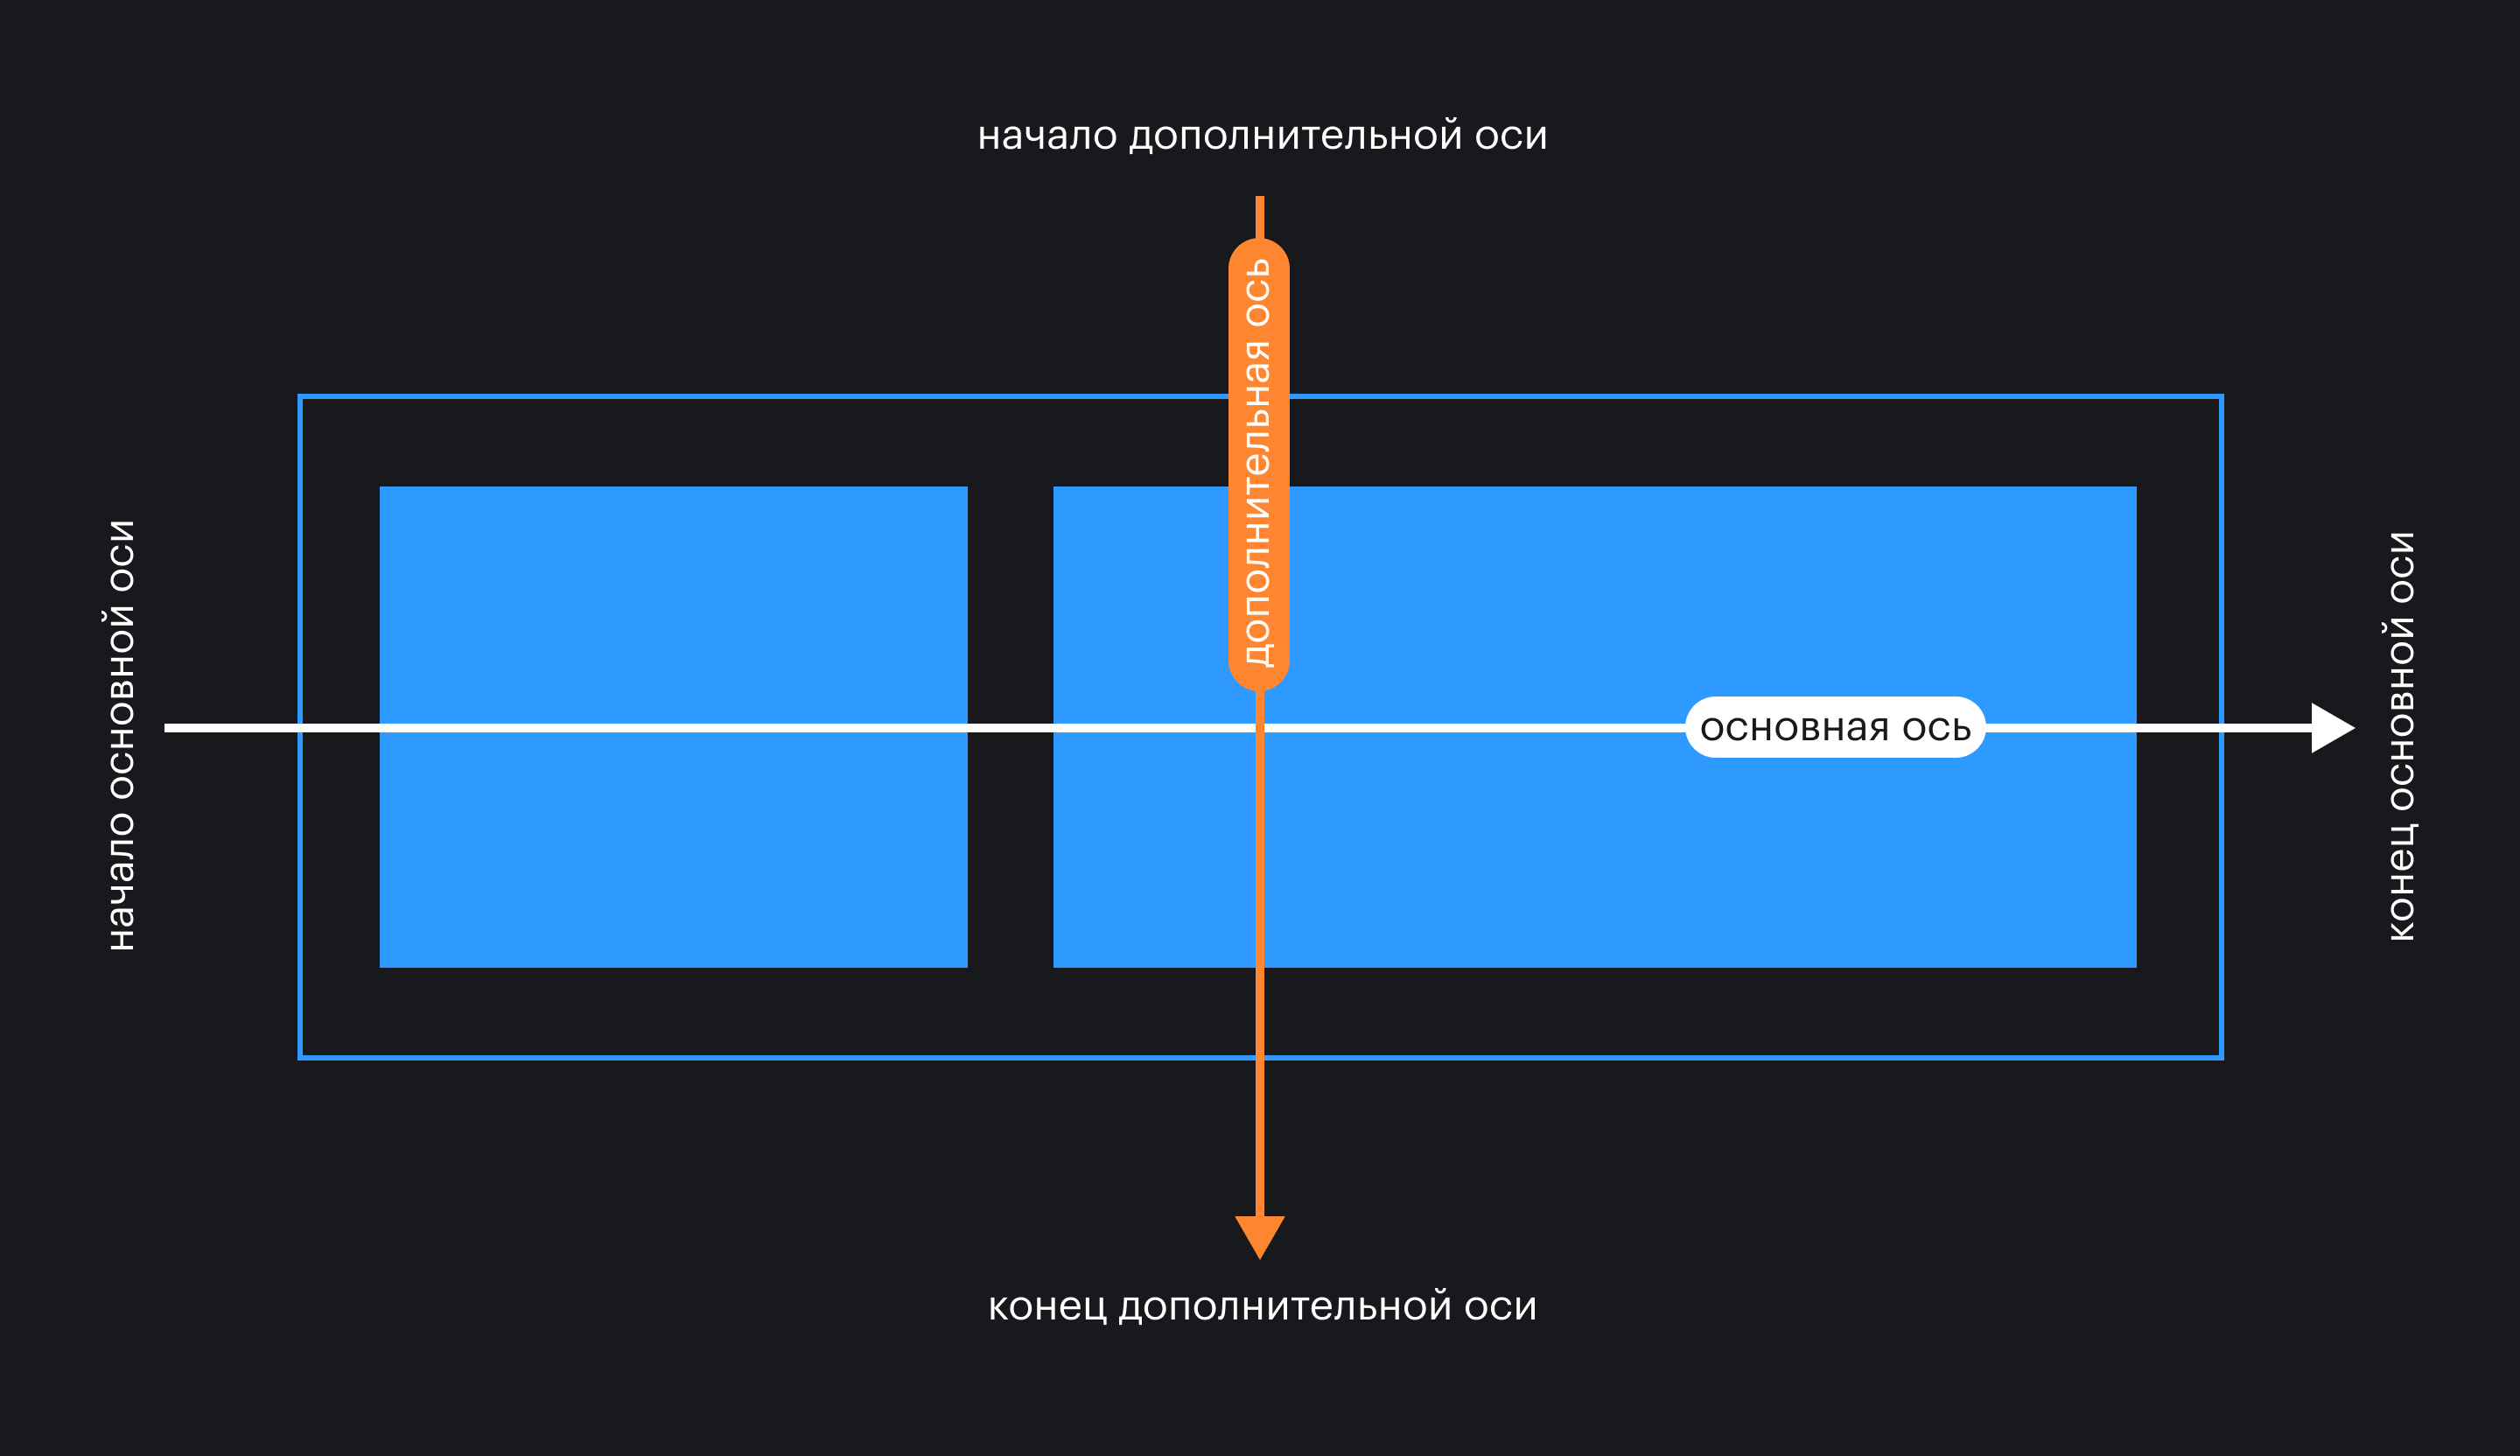 начало дополнительной оси
дополнительная ось
начало основной оси
основная ось
конец основной оси
конец дополнительной оси